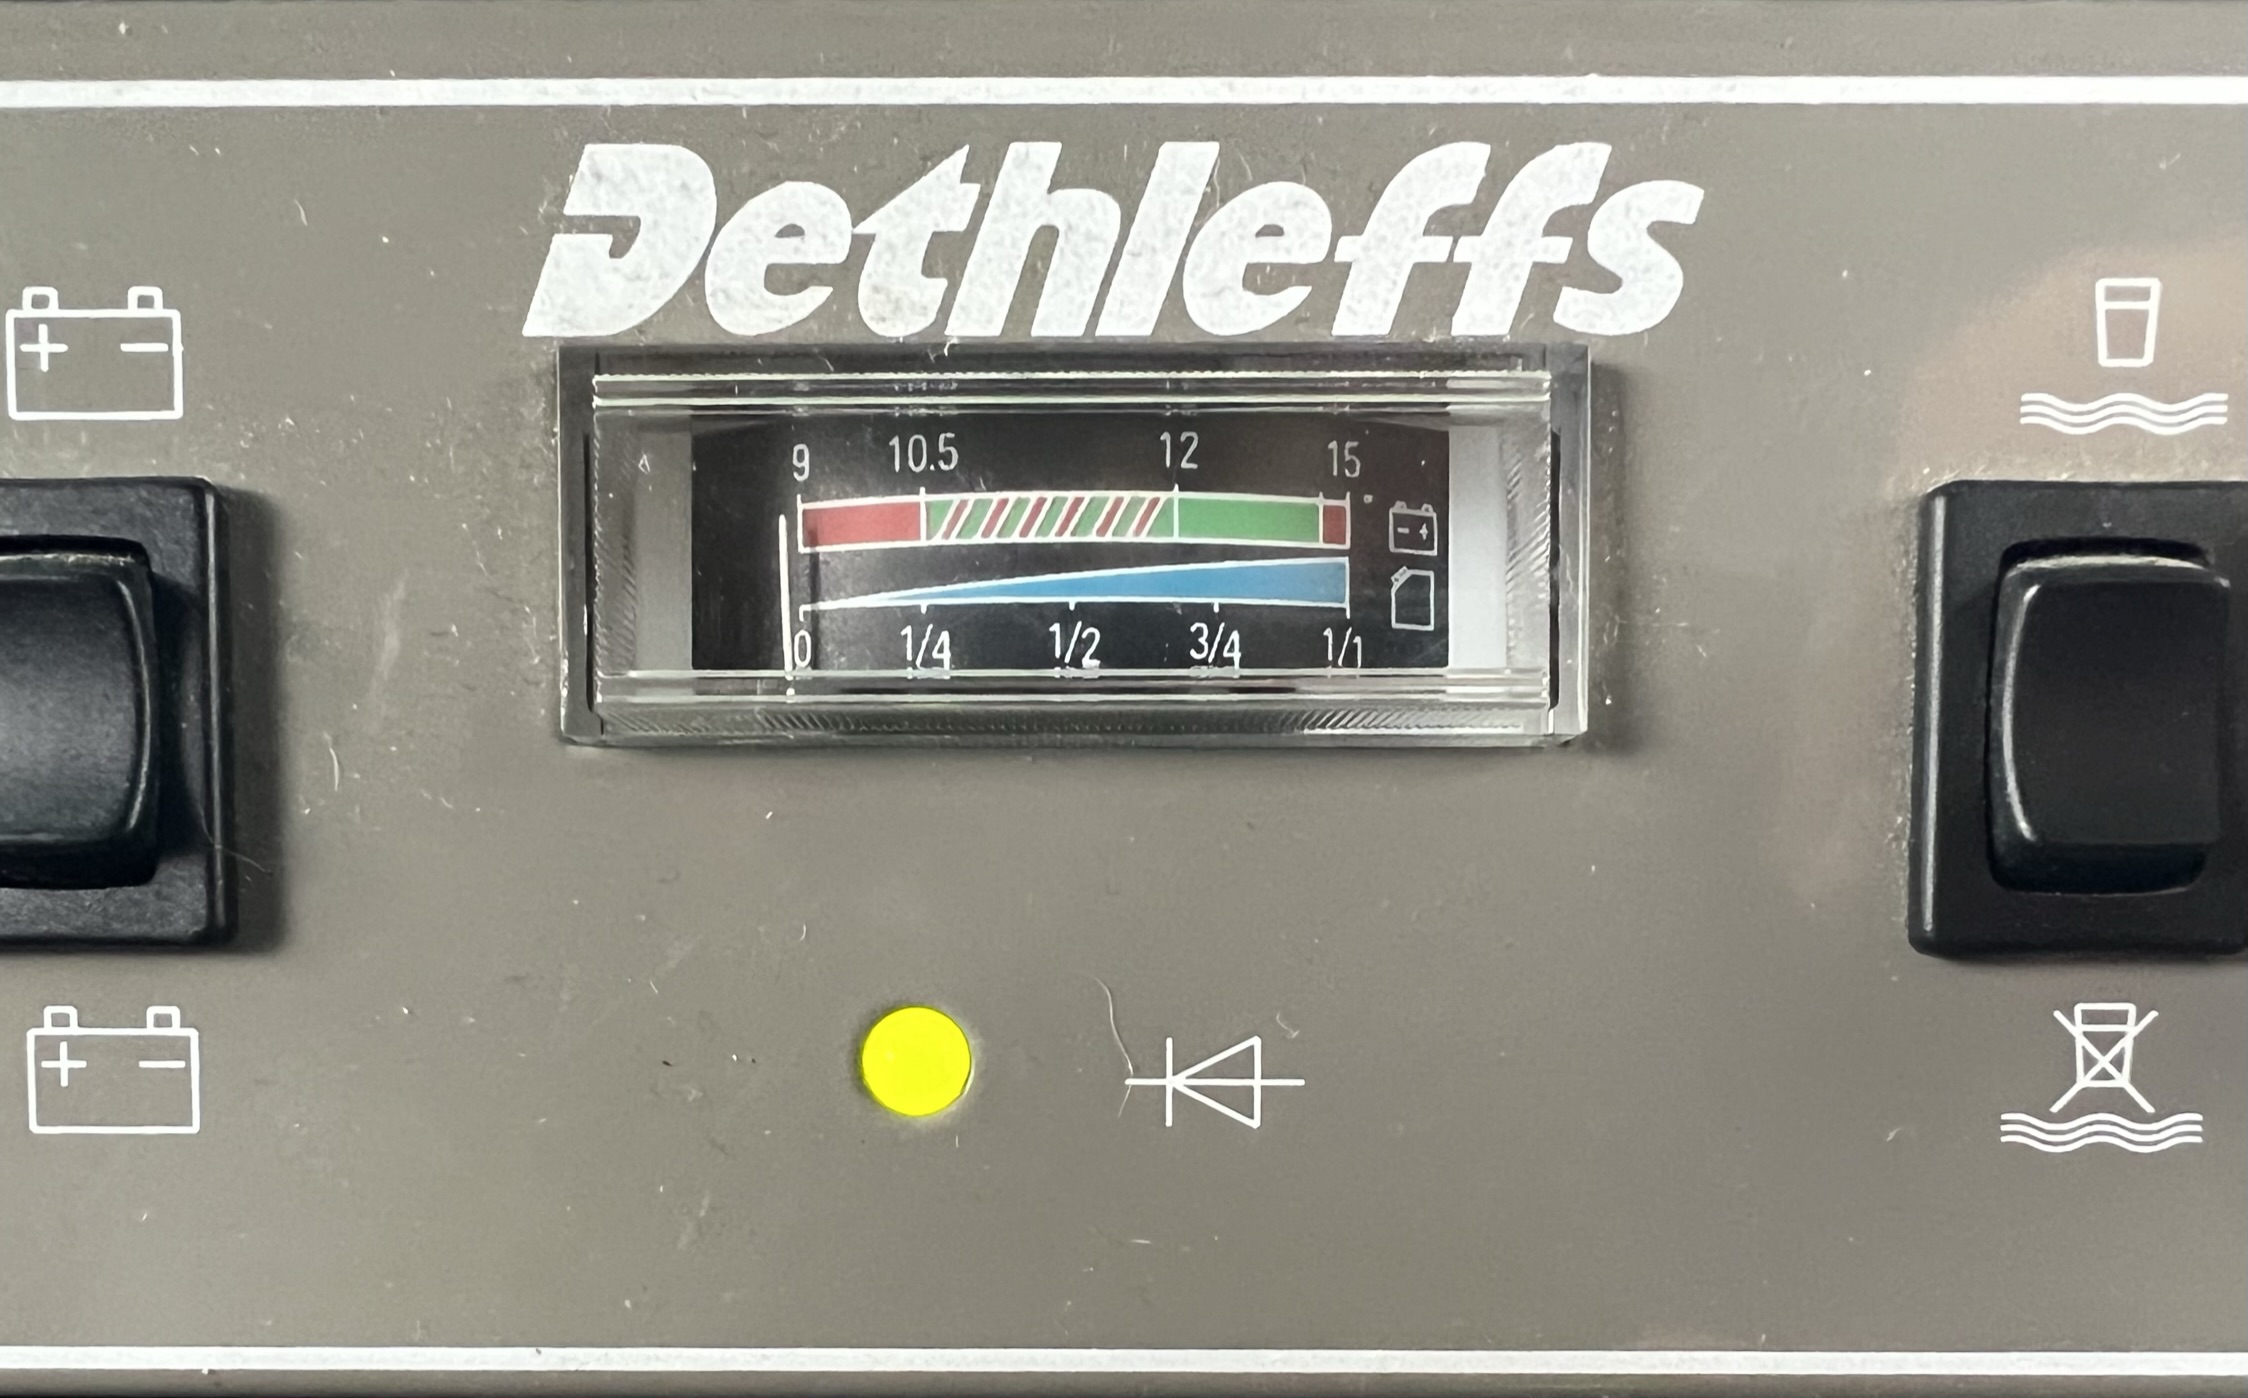 Dethleffs
9 10.5 12 15
+ -
- +
0 1/4 1/2 3/4 1/1
+ -